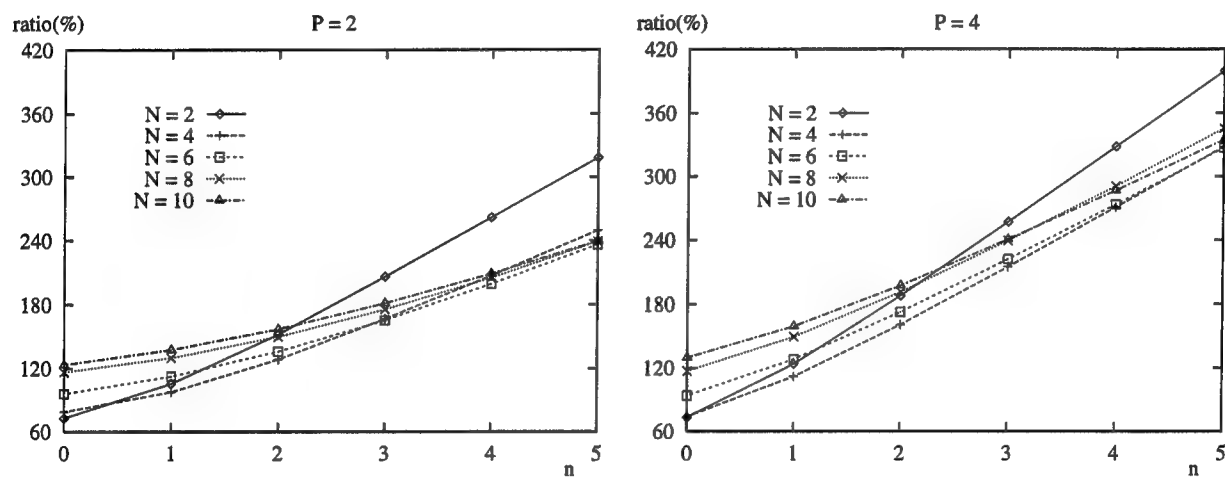 ratio(%) P = 2
420
360
300
240
180
120
60
N = 2
N = 4
N = 6
N = 8
N = 10
0 1 2 3 4 5
n
ratio(%) P = 4
420
360
300
240
180
120
60
N = 2
N = 4
N = 6
N = 8
N = 10
0 1 2 3 4 5
n